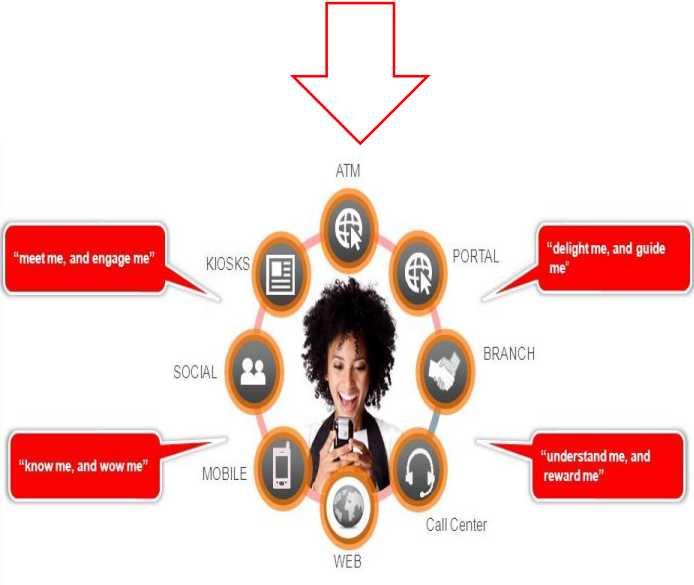 ATM
KIOSKS
PORTAL
“meet me, and engage me”
“delight me, and guide
me”
SOCIAL
BRANCH
“know me, and wow me”
MOBILE
“understand me, and
reward me”
Call Center
WEB